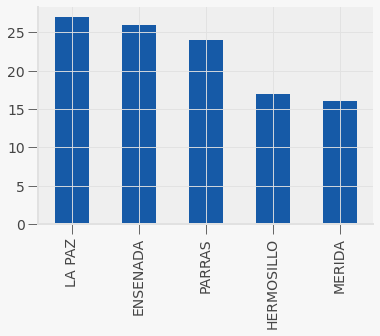 25
20
15
10
5
0
LA PAZ
ENSENADA
PARRAS
HERMOSILLO
MERIDA